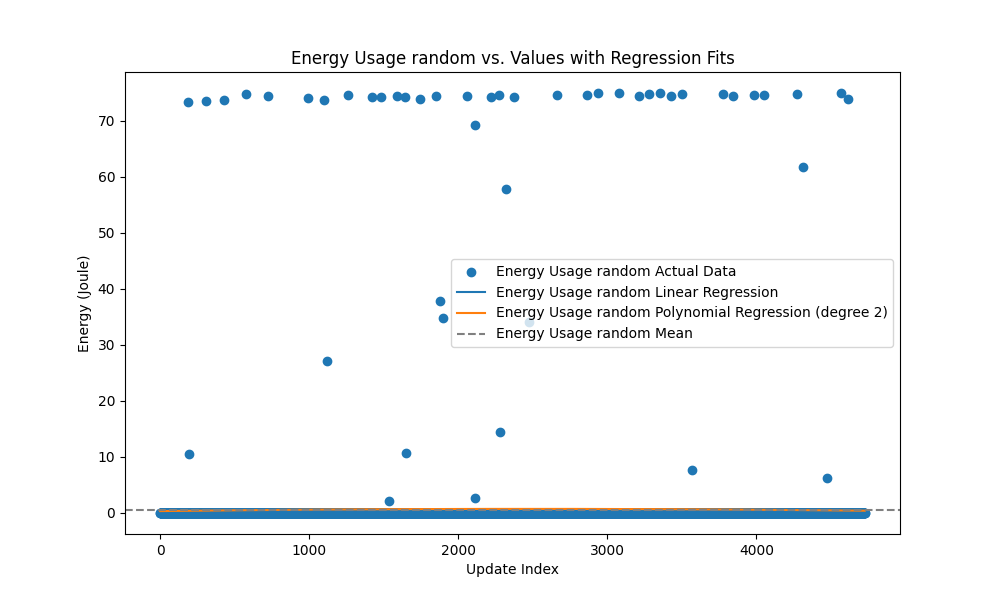 Energy Usage random vs. Values with Regression Fits
70
60
50
40
30
20
10
0
Energy (Joule)
Energy Usage random Actual Data
Energy Usage random Linear Regression
Energy Usage random Polynomial Regression (degree 2)
Energy Usage random Mean
0 1000 2000 3000 4000
Update Index